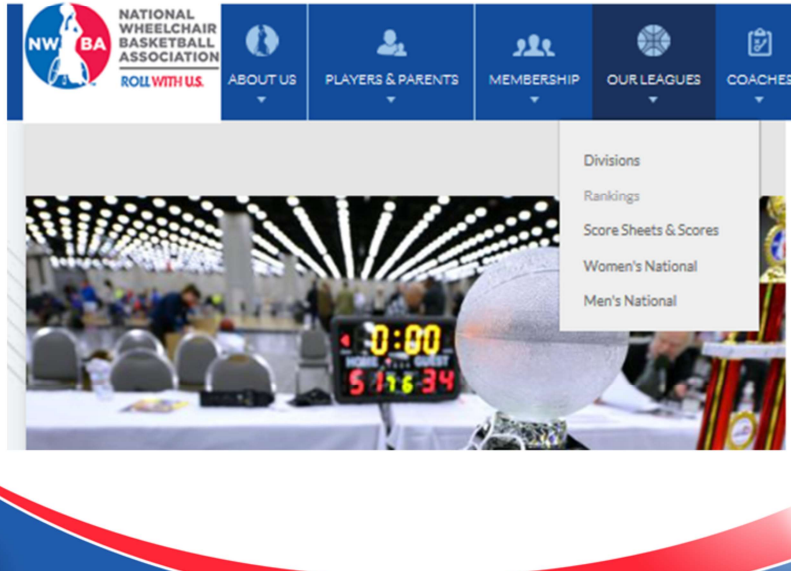 NATIONAL
WHEELCHAIR
BASKETBALL
ASSOCIATION
ROLL WITH U.S.
NW BA
ABOUT US
PLAYERS & PARENTS
MEMBERSHIP
OUR LEAGUES
COACHES
Divisions
Rankings
Score Sheets & Scores
Women's National
Men's National
0:00
HOME GUEST
51 76 34